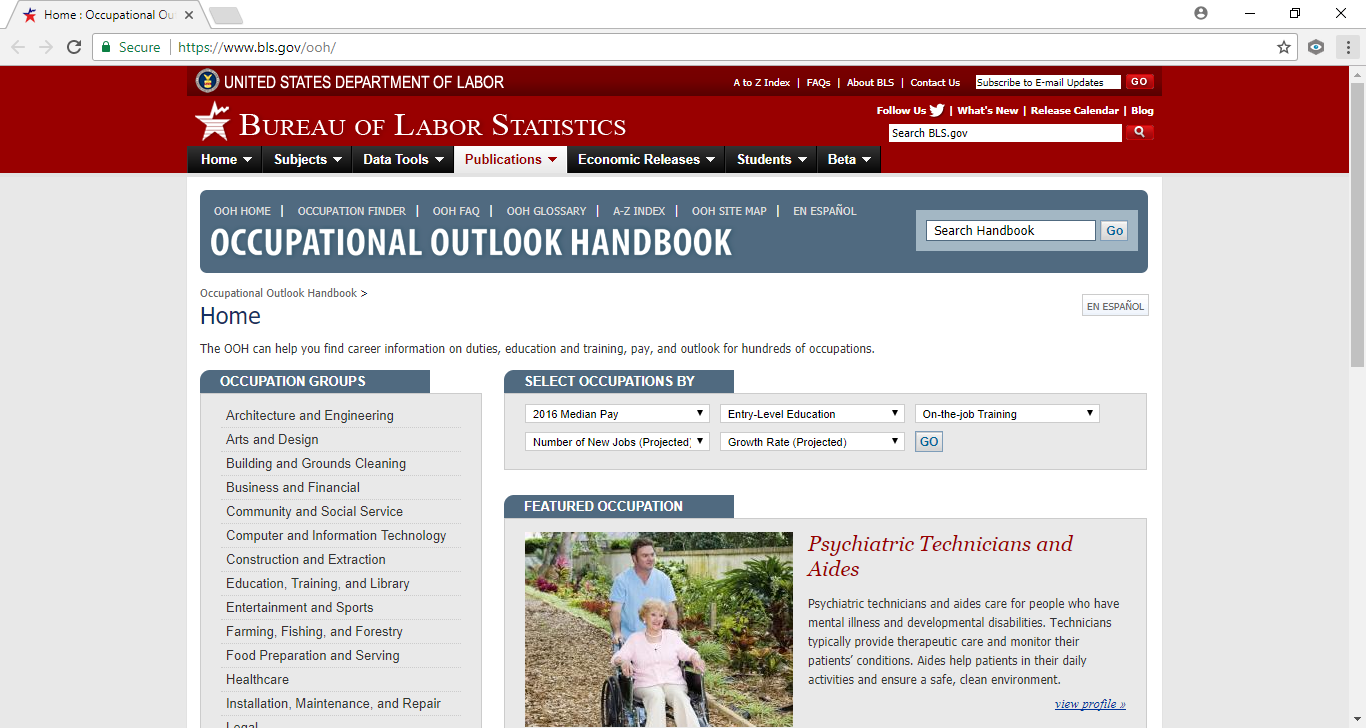 Home : Occupational Ou
Secure https://www.bls.gov/ooh/
UNITED STATES DEPARTMENT OF LABOR
A to Z Index | FAQs | About BLS | Contact Us Subscribe to E-mail Updates GO
BUREAU OF LABOR STATISTICS
Follow Us | What's New | Release Calendar | Blog
Search BLS.gov
Home Subjects Data Tools Publications Economic Releases Students Beta
OOH HOME | OCCUPATION FINDER | OOH FAQ | OOH GLOSSARY | A-Z INDEX | OOH SITE MAP | EN ESPAÑOL
OCCUPATIONAL OUTLOOK HANDBOOK
Search Handbook Go
Occupational Outlook Handbook >
Home
EN ESPAÑOL
The OOH can help you find career information on duties, education and training, pay, and outlook for hundreds of occupations.
OCCUPATION GROUPS
Architecture and Engineering
Arts and Design
Building and Grounds Cleaning
Business and Financial
Community and Social Service
Computer and Information Technology
Construction and Extraction
Education, Training, and Library
Entertainment and Sports
Farming, Fishing, and Forestry
Food Preparation and Serving
Healthcare
Installation, Maintenance, and Repair
Legal
SELECT OCCUPATIONS BY
2016 Median Pay Entry-Level Education On-the-job Training
Number of New Jobs (Projected) Growth Rate (Projected) GO
FEATURED OCCUPATION
Psychiatric Technicians and
Aides
Psychiatric technicians and aides care for people who have
mental illness and developmental disabilities. Technicians
typically provide therapeutic care and monitor their
patients’ conditions. Aides help patients in their daily
activities and ensure a safe, clean environment.
view profile »